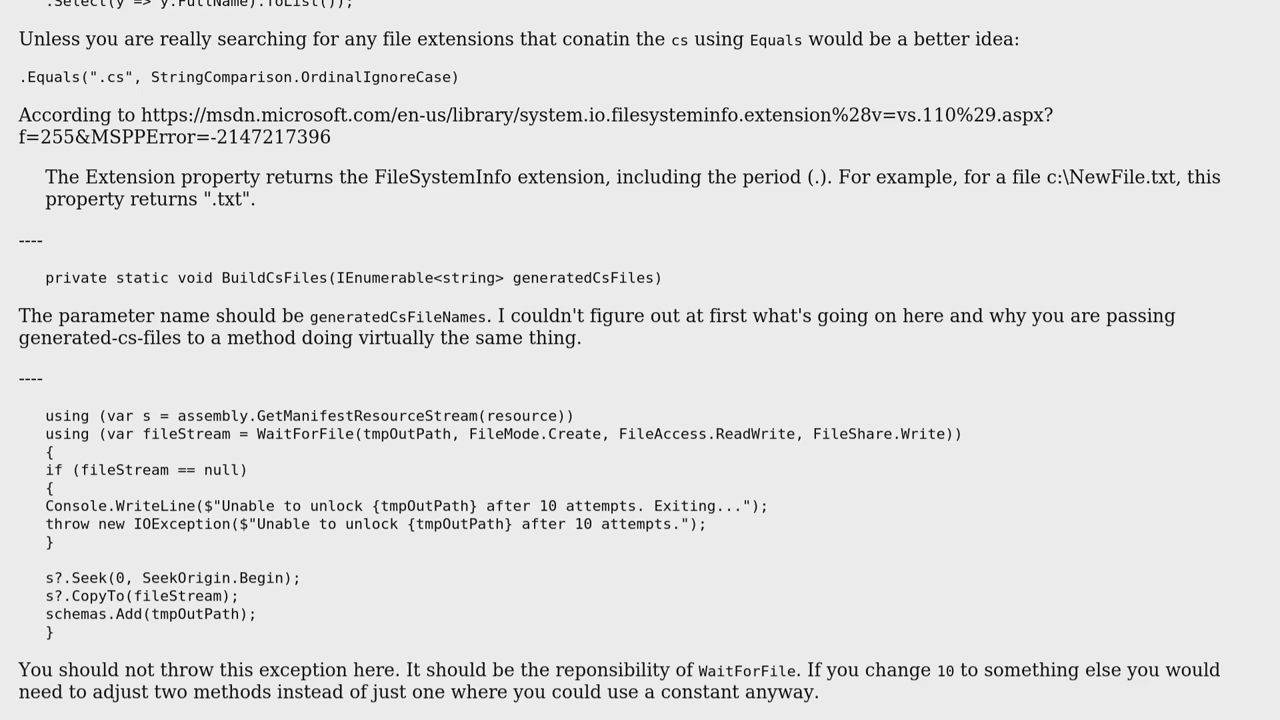 .Select(y => y.FullName).ToList());
Unless you are really searching for any file extensions that conatin the cs using Equals would be a better idea:
.Equals(".cs", StringComparison.OrdinalIgnoreCase)
According to https://msdn.microsoft.com/en-us/library/system.io.filesysteminfo.extension%28v=vs.110%29.aspx?
f=255&MSPPError=-2147217396
The Extension property returns the FileSystemInfo extension, including the period (.). For example, for a file c:\NewFile.txt, this
property returns ".txt".
----
private static void BuildCsFiles(IEnumerable<string> generatedCsFiles)
The parameter name should be generatedCsFileNames. I couldn't figure out at first what's going on here and why you are passing
generated-cs-files to a method doing virtually the same thing.
----
using (var s = assembly.GetManifestResourceStream(resource))
using (var fileStream = WaitForFile(tmpOutPath, FileMode.Create, FileAccess.ReadWrite, FileShare.Write))
{
if (fileStream == null)
{
Console.WriteLine($"Unable to unlock {tmpOutPath} after 10 attempts. Exiting...");
throw new IOException($"Unable to unlock {tmpOutPath} after 10 attempts.");
}
s?.Seek(0, SeekOrigin.Begin);
s?.CopyTo(fileStream);
schemas.Add(tmpOutPath);
}
You should not throw this exception here. It should be the reponsibility of WaitForFile. If you change 10 to something else you would
need to adjust two methods instead of just one where you could use a constant anyway.